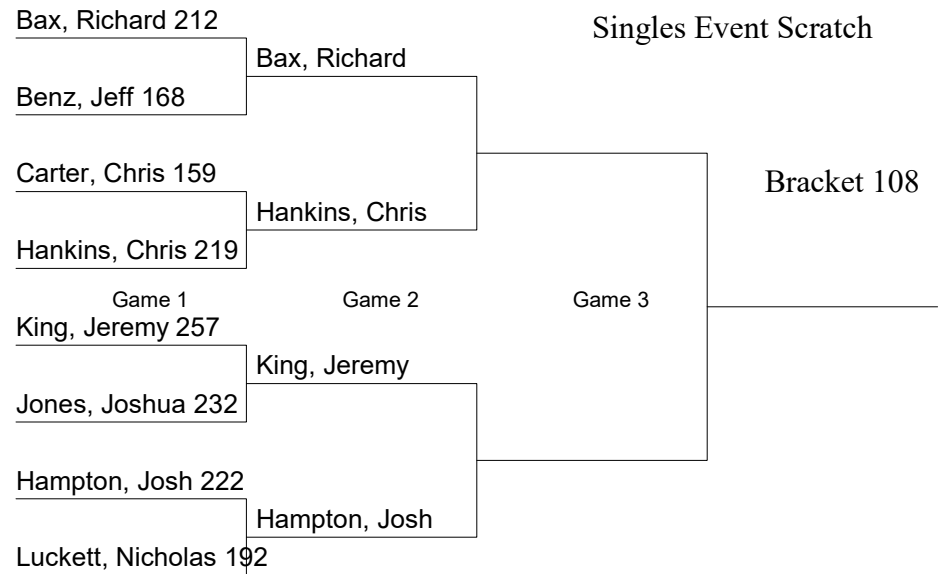 Bax, Richard 212
Singles Event Scratch
Bax, Richard
Benz, Jeff 168
Carter, Chris 159
Bracket 108
Hankins, Chris
Hankins, Chris 219
Game 1
Game 2
Game 3
King, Jeremy 257
King, Jeremy
Jones, Joshua 232
Hampton, Josh 222
Hampton, Josh
Luckett, Nicholas 192